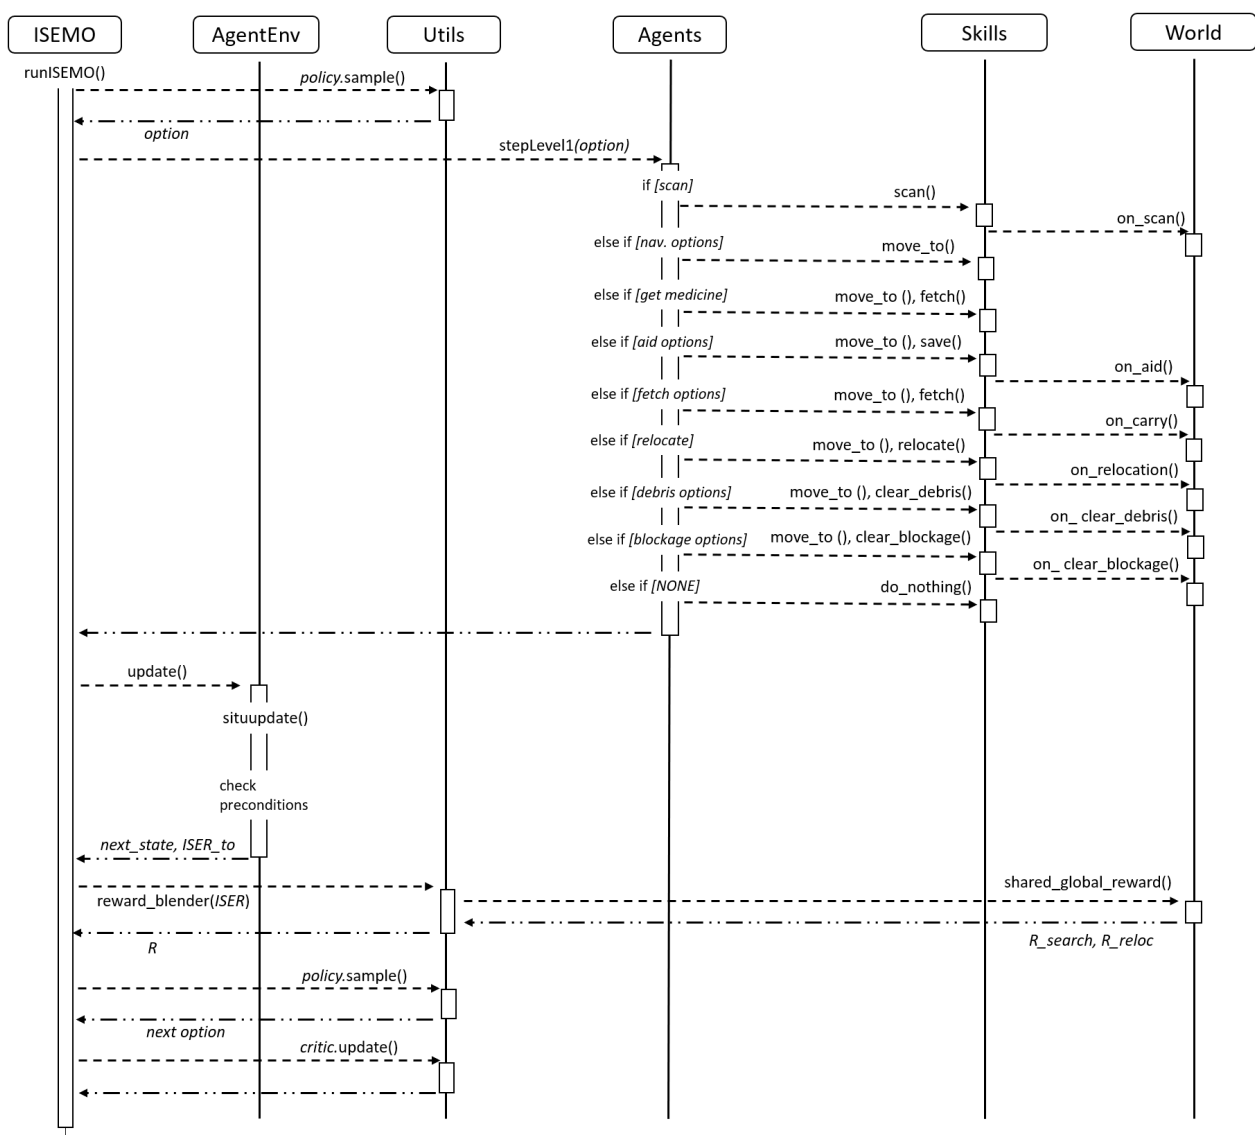 ISEMO
AgentEnv
Utils
Agents
Skills
World
runISEMO()
policy.sample()
option
stepLevel1(option)
if [scan]
scan()
on_scan()
else if [nav. options]
move_to()
else if [get medicine]
move_to (), fetch()
else if [aid options]
move_to (), save()
on_aid()
else if [fetch options]
move_to (), fetch()
on_carry()
else if [relocate]
move_to (), relocate()
on_relocation()
else if [debris options]
move_to (), clear_debris()
on_ clear_debris()
else if [blockage options]
move_to (), clear_blockage()
on_ clear_blockage()
else if [NONE]
do_nothing()
update()
situupdate()
check
preconditions
next_state, ISER_to
reward_blender(ISER)
shared_global_reward()
R
R_search, R_reloc
policy.sample()
next option
critic.update()